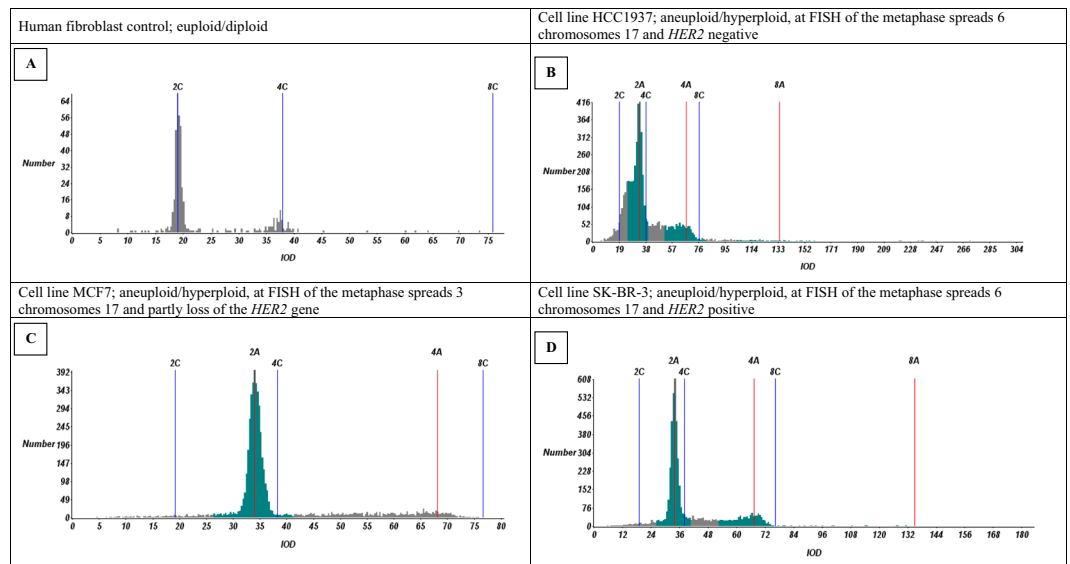 Human fibroblast control; euploid/diploid
Cell line HCC1937; aneuploid/hyperploid, at FISH of the metaphase spreads 6
chromosomes 17 and HER2 negative
A
2C 4C 8C
64
56
48
40
32
24
16
8
0
Number
0 5 10 15 20 25 30 35 40 45 50 55 60 65 70 75
IOD
B
2A 4A 8A
2C 4C 8C
416
364
312
260
208
156
104
52
0
Number
0 19 38 57 76 95 114 133 152 171 190 209 228 247 266 285 304
IOD
Cell line MCF7; aneuploid/hyperploid, at FISH of the metaphase spreads 3
chromosomes 17 and partly loss of the HER2 gene
Cell line SK-BR-3; aneuploid/hyperploid, at FISH of the metaphase spreads 6
chromosomes 17 and HER2 positive
C
2A 4A
2C 4C 8C
392
343
294
245
196
147
98
49
0
Number
0 5 10 15 20 25 30 35 40 45 50 55 60 65 70 75 80
IOD
D
2A 4A 8A
2C 4C 8C
608
532
456
380
304
228
152
76
0
Number
0 12 24 36 48 60 72 84 96 108 120 132 144 156 168 180
IOD